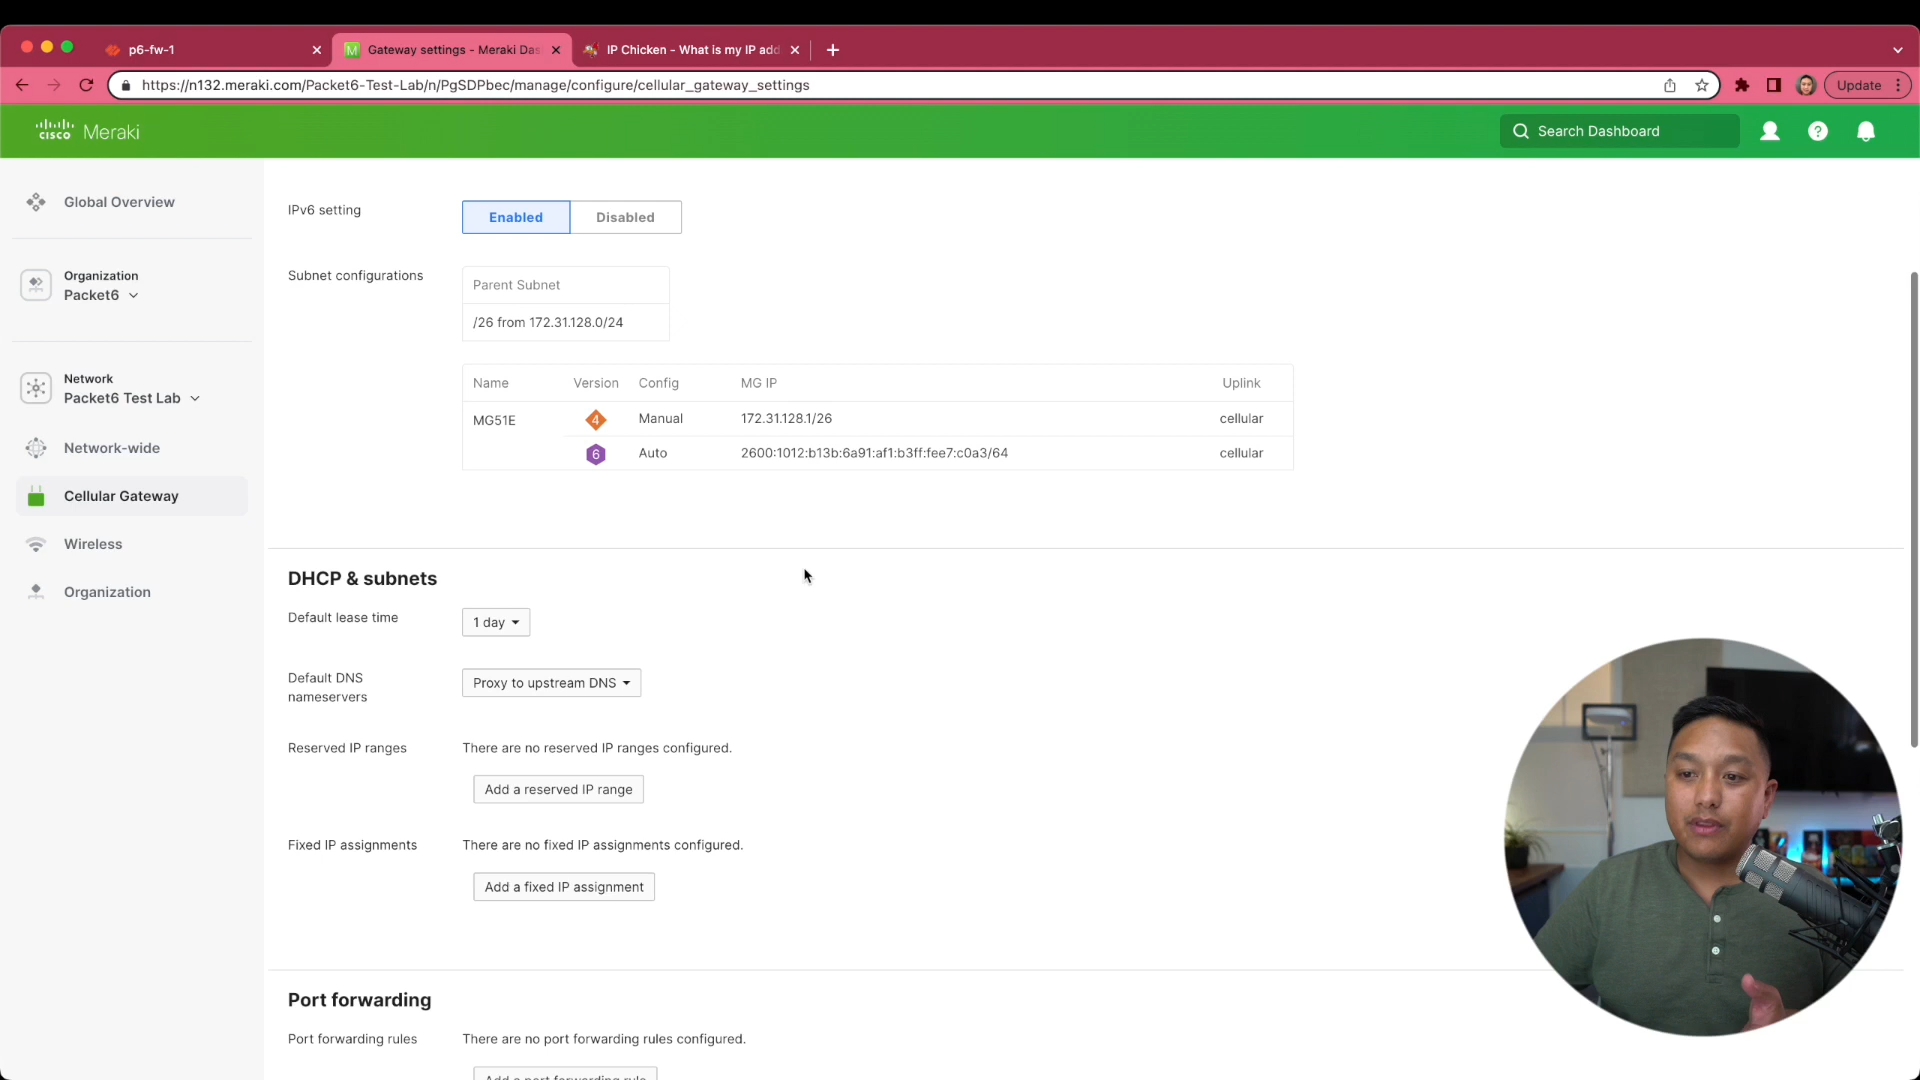 p6-fw-1
Gateway settings - Meraki Das
IP Chicken - What is my IP add
https://n132.meraki.com/Packet6-Test-Lab/n/PgSDPbec/manage/configure/cellular_gateway_settings
Update
CISCO Meraki
Search Dashboard
Global Overview
Organization
Packet6
Network
Packet6 Test Lab
Network-wide
Cellular Gateway
Wireless
Organization
IPv6 setting
Enabled Disabled
Subnet configurations
Parent Subnet
/26 from 172.31.128.0/24
Name Version Config MG IP Uplink
MG51E 4 Manual 172.31.128.1/26 cellular
6 Auto 2600:1012:b13b:6a91:af1:b3ff:fee7:c0a3/64 cellular
DHCP & subnets
Default lease time 1 day
Default DNS
nameservers
Proxy to upstream DNS
Reserved IP ranges There are no reserved IP ranges configured.
Add a reserved IP range
Fixed IP assignments There are no fixed IP assignments configured.
Add a fixed IP assignment
Port forwarding
Port forwarding rules There are no port forwarding rules configured.
Add a port forwarding rule